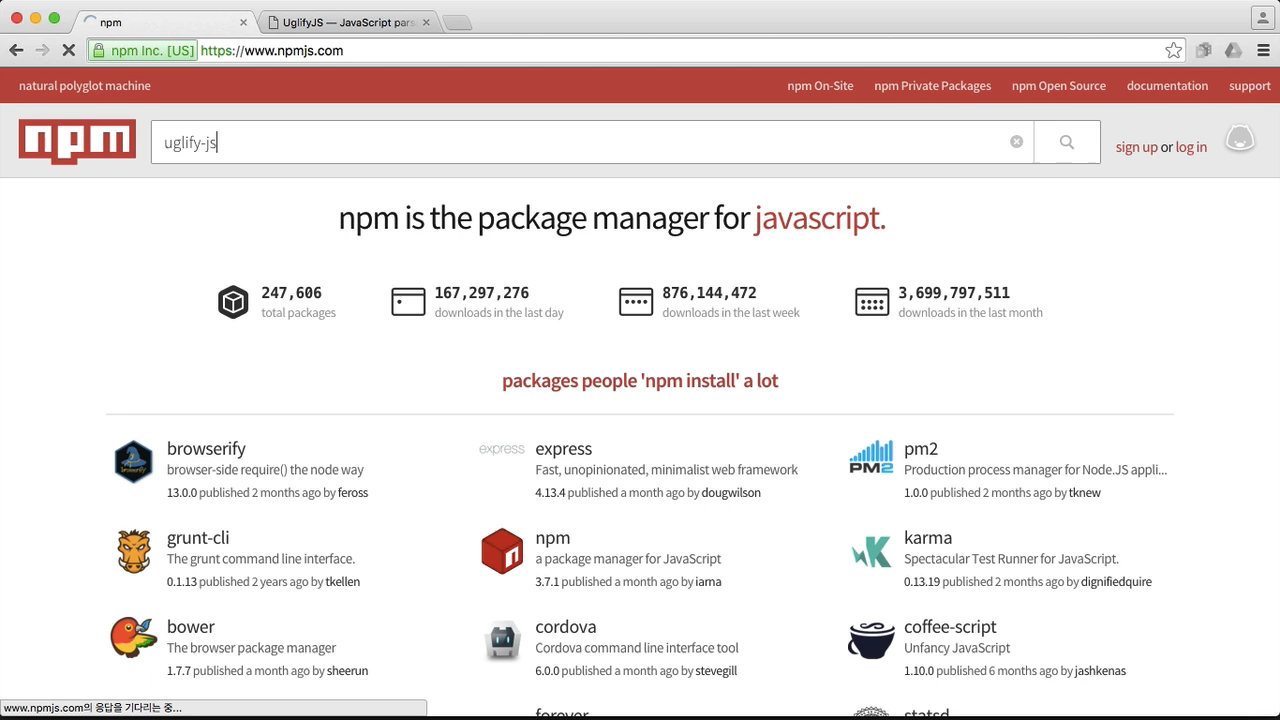 npm
UglifyJS — JavaScript pars
npm Inc. [US] https://www.npmjs.com
natural polyglot machine
npm On-Site npm Private Packages npm Open Source documentation support
npm
uglify-js
sign up or log in
npm is the package manager for javascript.
247,606
total packages
167,297,276
downloads in the last day
876,144,472
downloads in the last week
3,699,797,511
downloads in the last month
packages people 'npm install' a lot
browserify
browser-side require() the node way
13.0.0 published 2 months ago by feross
express
express
Fast, unopinionated, minimalist web framework
4.13.4 published a month ago by dougwilson
PM2
pm2
Production process manager for Node.JS appli...
1.0.0 published 2 months ago by tknew
grunt-cli
The grunt command line interface.
0.1.13 published 2 years ago by tkellen
npm
a package manager for JavaScript
3.7.1 published a month ago by iarna
karma
Spectacular Test Runner for JavaScript.
0.13.19 published 2 months ago by dignifiedquire
bower
The browser package manager
1.7.7 published a month ago by sheerun
cordova
Cordova command line interface tool
6.0.0 published a month ago by stevegill
coffee-script
Unfancy JavaScript
1.10.0 published 6 months ago by jashkenas
forever
statsd
www.npmjs.com의 응답을 기다리는 중...